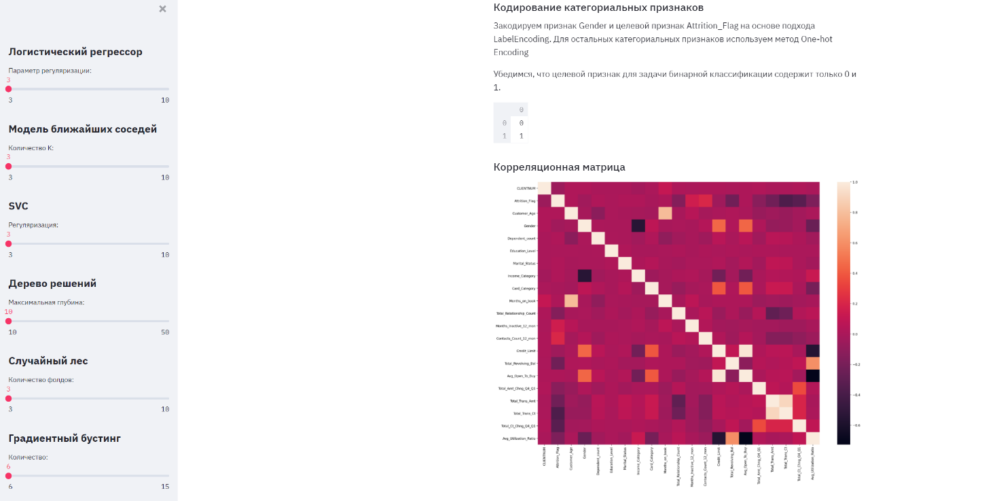 ×
Логистический регрессор
Параметр регуляризации:
3
3 10
Модель ближайших соседей
Количество K:
3
3 10
SVC
Регуляризация:
3
3 10
Дерево решений
Максимальная глубина:
10
10 50
Случайный лес
Количество фолдов:
3
3 10
Градиентный бустинг
Количество:
6
6 15
Кодирование категориальных признаков
Закодируем признак Gender и целевой признак Attrition_Flag на основе подхода
LabelEncoding. Для остальных категориальных признаков используем метод One-hot
Encoding
Убедимся, что целевой признак для задачи бинарной классификации содержит только 0 и
1.
0
0 0
1 1
Корреляционная матрица
CLIENTNUM
Attrition_Flag
Customer_Age
Gender
Dependent_count
Education_Level
Marital_Status
Income_Category
Card_Category
Months_on_book
Total_Relationship_Count
Months_Inactive_12_mon
Contacts_Count_12_mon
Credit_Limit
Total_Revolving_Bal
Avg_Open_To_Buy
Total_Amt_Chng_Q4_Q1
Total_Trans_Amt
Total_Trans_Ct
Total_Ct_Chng_Q4_Q1
Avg_Utilization_Ratio
CLIENTNUM
Attrition_Flag
Customer_Age
Gender
Dependent_count
Education_Level
Marital_Status
Income_Category
Card_Category
Months_on_book
Total_Relationship_Count
Months_Inactive_12_mon
Contacts_Count_12_mon
Credit_Limit
Total_Revolving_Bal
Avg_Open_To_Buy
Total_Amt_Chng_Q4_Q1
Total_Trans_Amt
Total_Trans_Ct
Total_Ct_Chng_Q4_Q1
Avg_Utilization_Ratio
1.0
0.8
0.6
0.4
0.2
0.0
−0.2
−0.4
−0.6